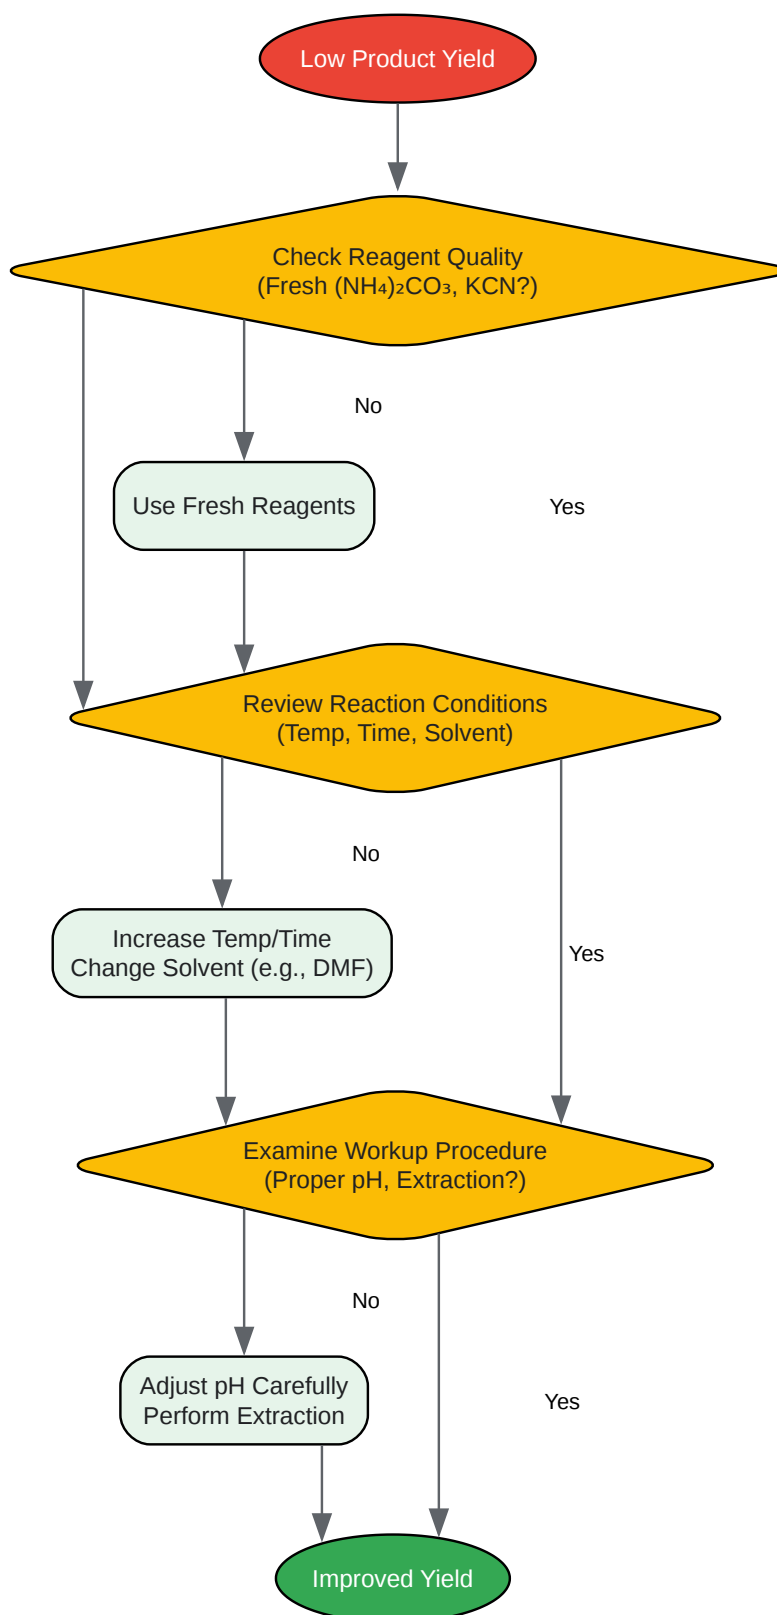 Low Product Yield
Check Reagent Quality
(Fresh (NH₄)₂CO₃, KCN?)
No
Use Fresh Reagents
Yes
Review Reaction Conditions
(Temp, Time, Solvent)
No
Increase Temp/Time
Change Solvent (e.g., DMF)
Yes
Examine Workup Procedure
(Proper pH, Extraction?)
No
Adjust pH Carefully
Perform Extraction
Yes
Improved Yield